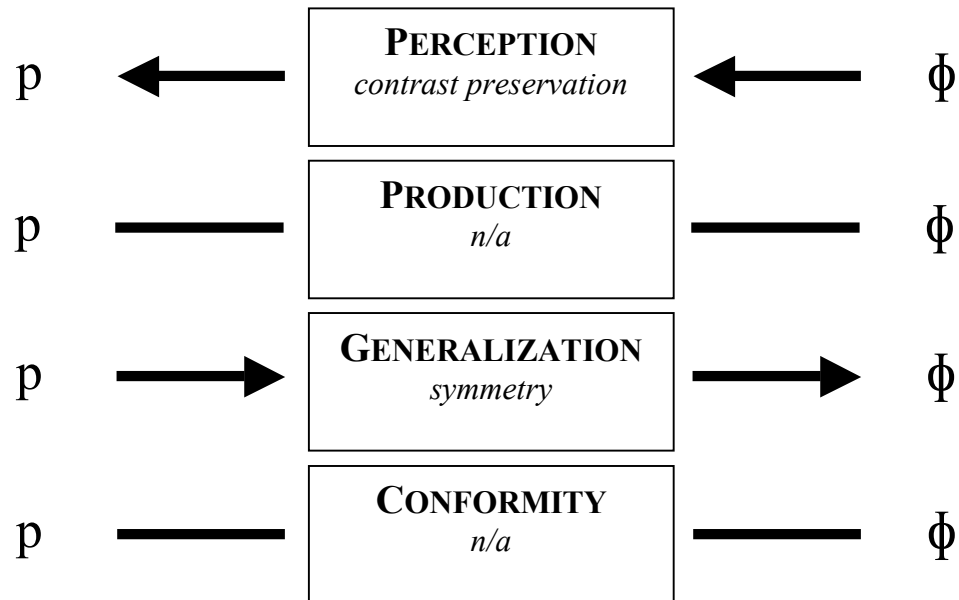 p PERCEPTION ɸ
contrast preservation
p PRODUCTION ɸ
n/a
p GENERALIZATION ɸ
symmetry
p CONFORMITY ɸ
n/a